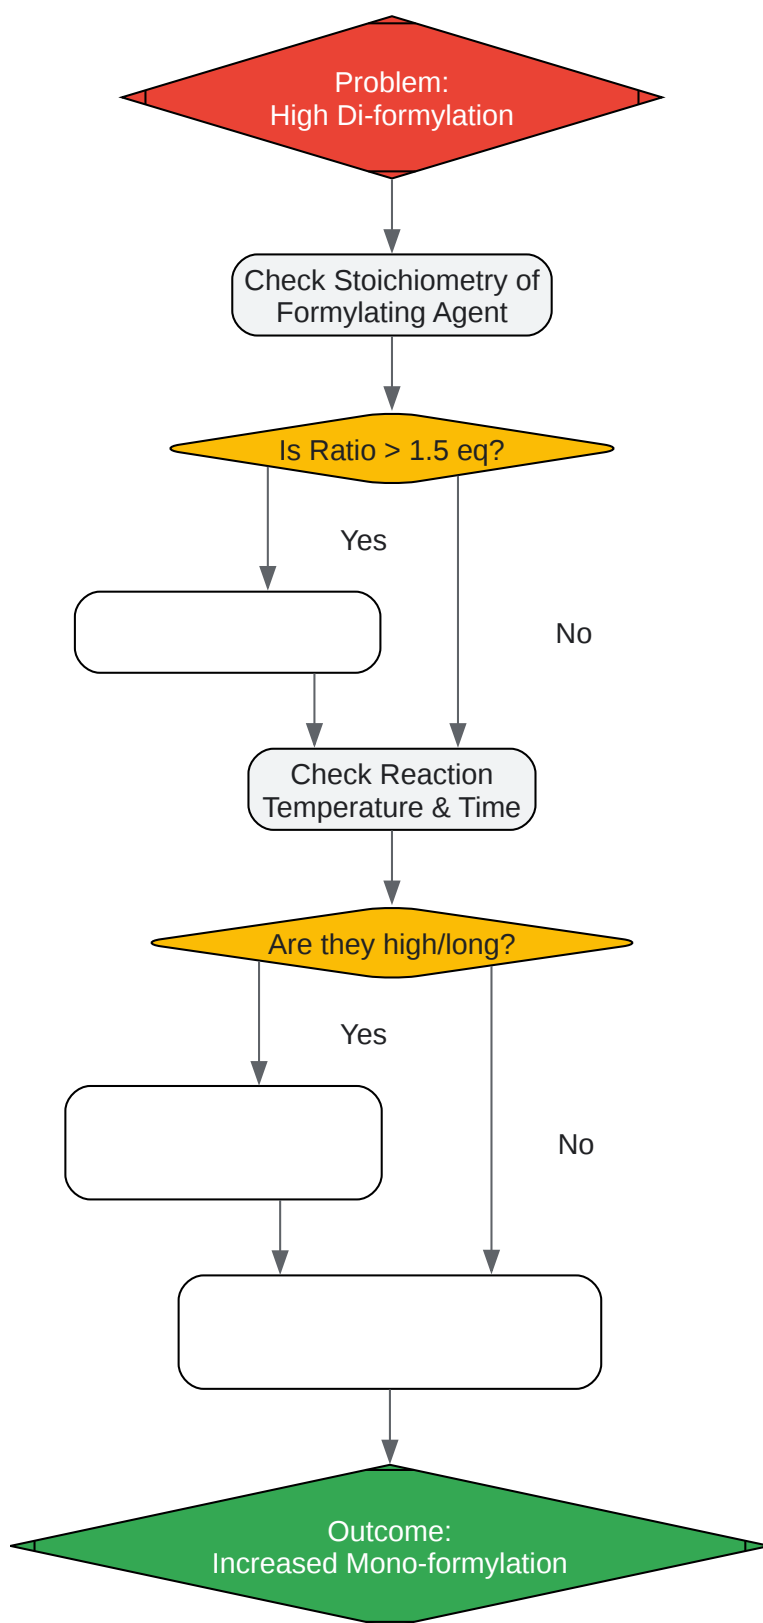 Problem:
High Di-formylation
Check Stoichiometry of
Formylating Agent
Is Ratio > 1.5 eq?
Yes
No
Check Reaction
Temperature & Time
Are they high/long?
Yes
No
Outcome:
Increased Mono-formylation